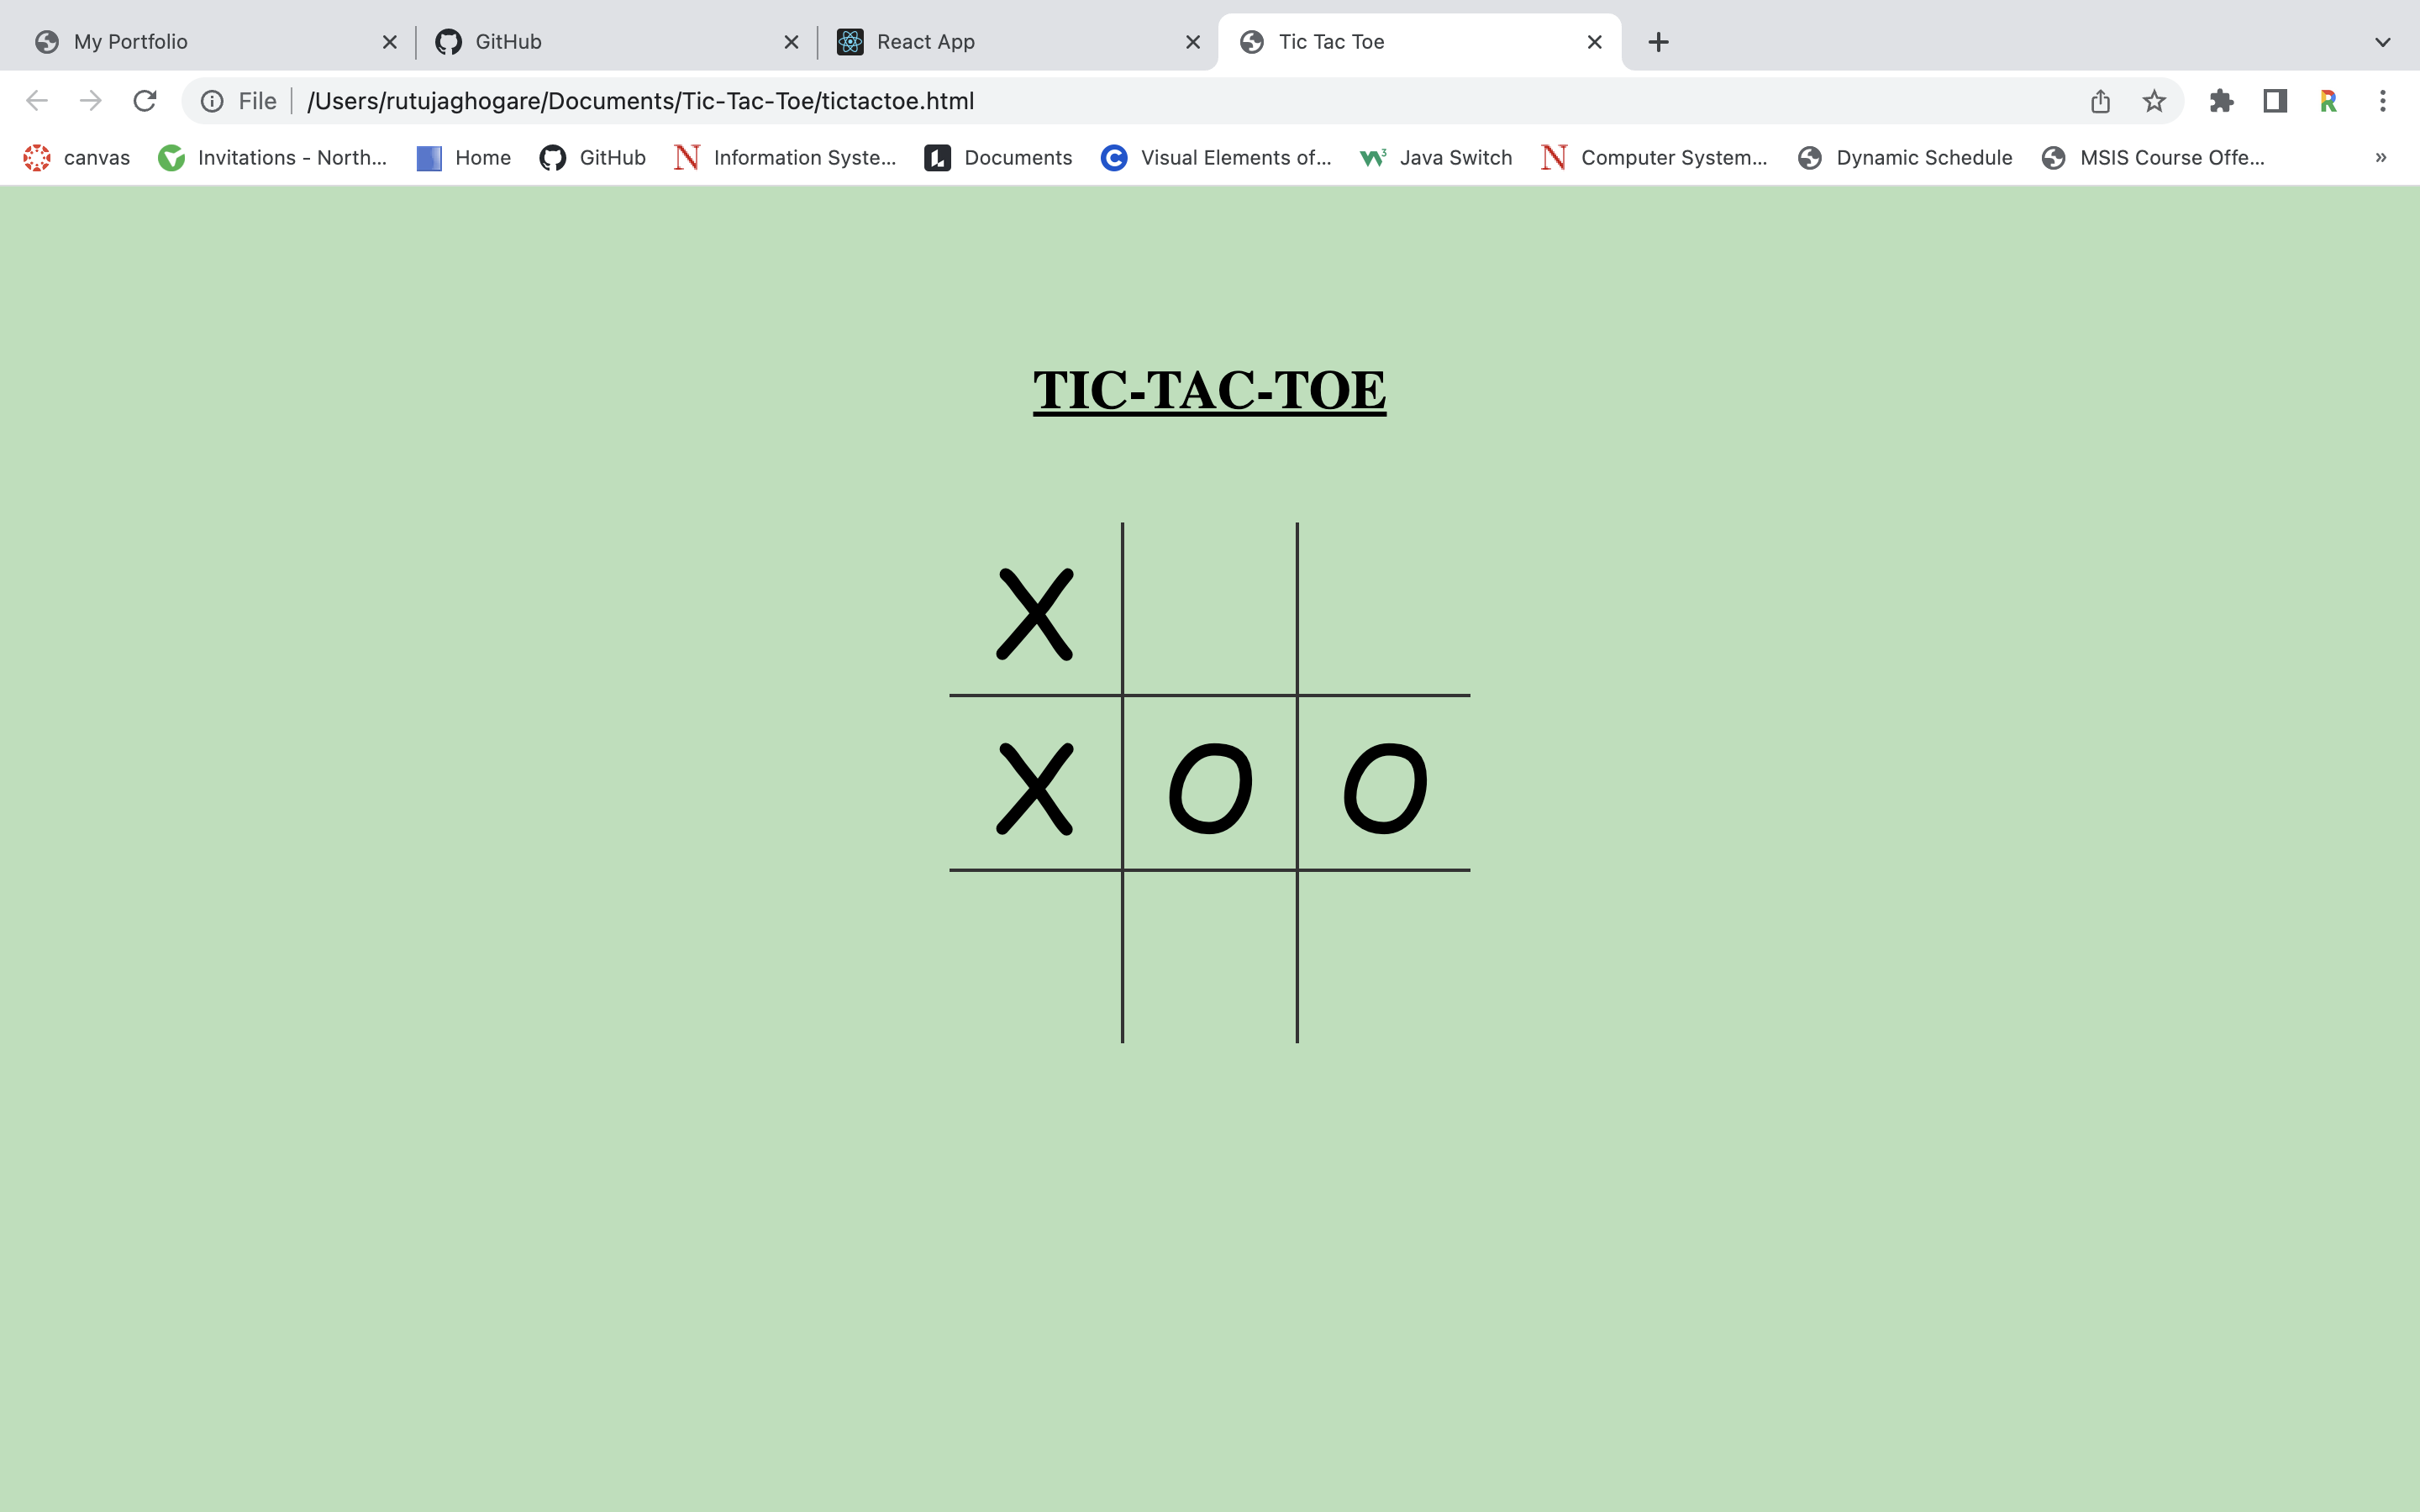 My Portfolio GitHub React App Tic Tac Toe
File /Users/rutujaghogare/Documents/Tic-Tac-Toe/tictactoe.html R
canvas Invitations - North... Home GitHub N Information Syste... Documents C Visual Elements of... W3 Java Switch N Computer System... Dynamic Schedule MSIS Course Offe... »
TIC-TAC-TOE
X
X O O